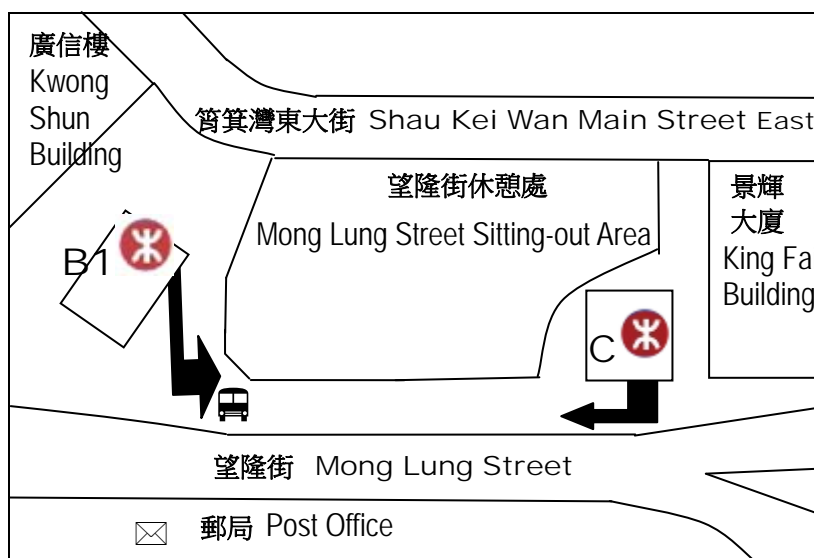 廣信樓
Kwong
Shun
Building
筲箕灣東大街 Shau Kei Wan Main Street East
望隆街休憩處
Mong Lung Street Sitting-out Area
景輝
大廈
King Fa
Building
B1
C
望隆街 Mong Lung Street
郵局 Post Office